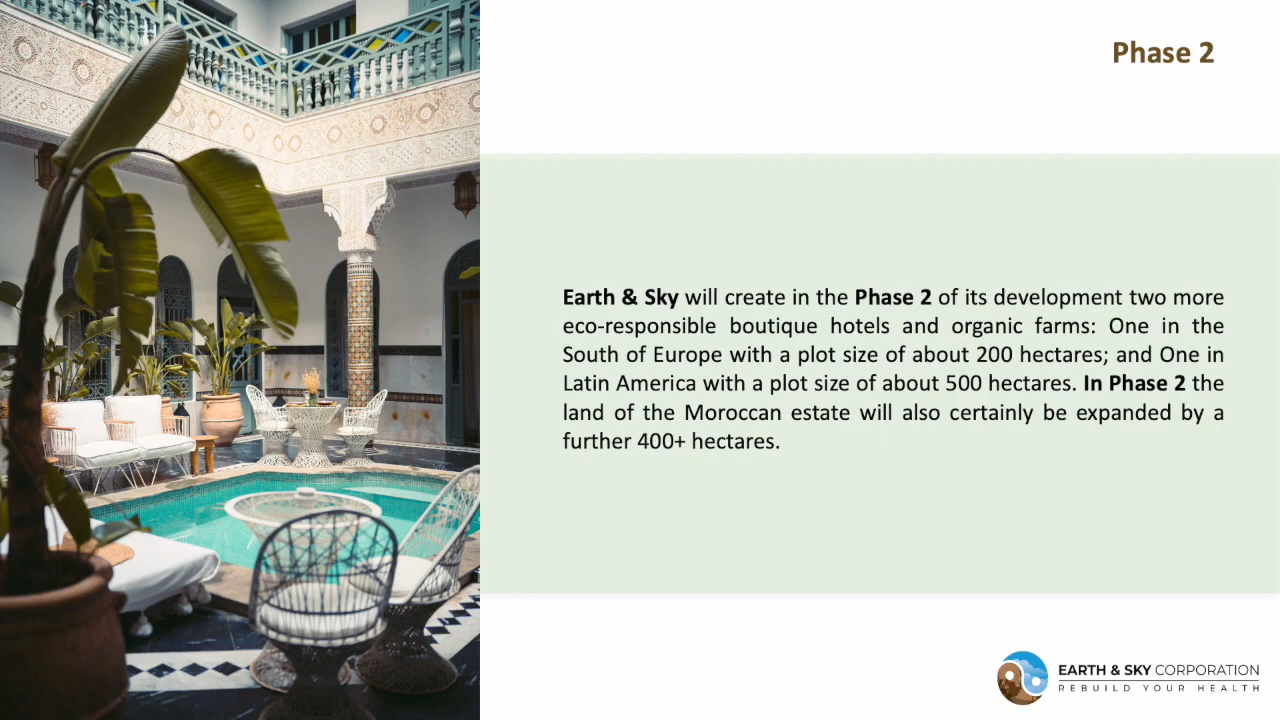 Phase 2
Earth & Sky will create in the Phase 2 of its development two more
eco-responsible boutique hotels and organic farms: One in the
South of Europe with a plot size of about 200 hectares; and One in
Latin America with a plot size of about 500 hectares. In Phase 2 the
land of the Moroccan estate will also certainly be expanded by a
further 400+ hectares.
EARTH & SKY CORPORATION
REBUILD YOUR HEALTH